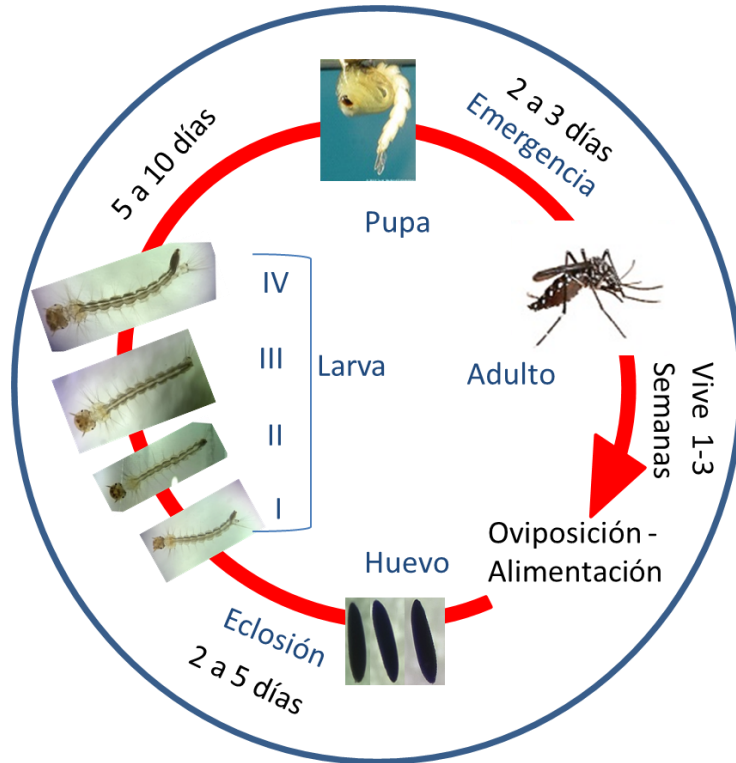 2 a 3 días
Emergencia
5 a 10 días
Pupa
IV
III
Larva
II
I
Adulto
Vive 1-3
Semanas
Oviposición -
Alimentación
Huevo
Eclosión
2 a 5 días